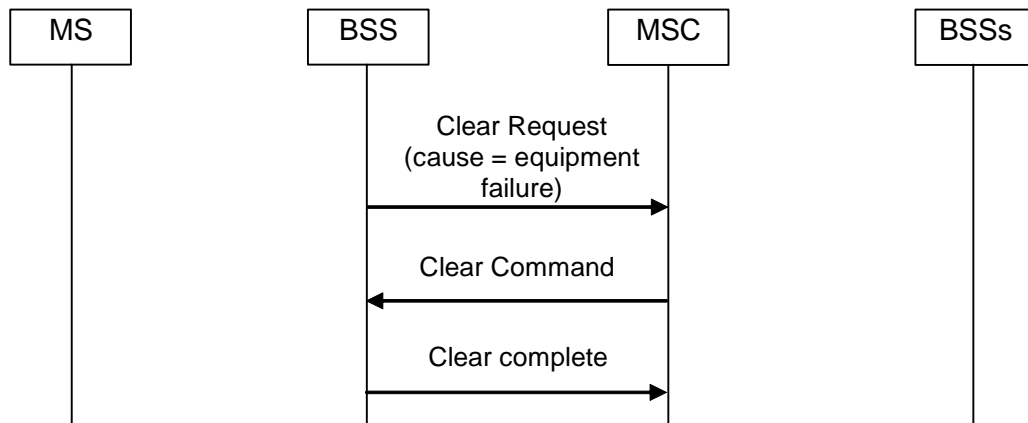 MS
BSS
MSC
BSSs
Clear Request
(cause = equipment
failure)
Clear Command
Clear complete